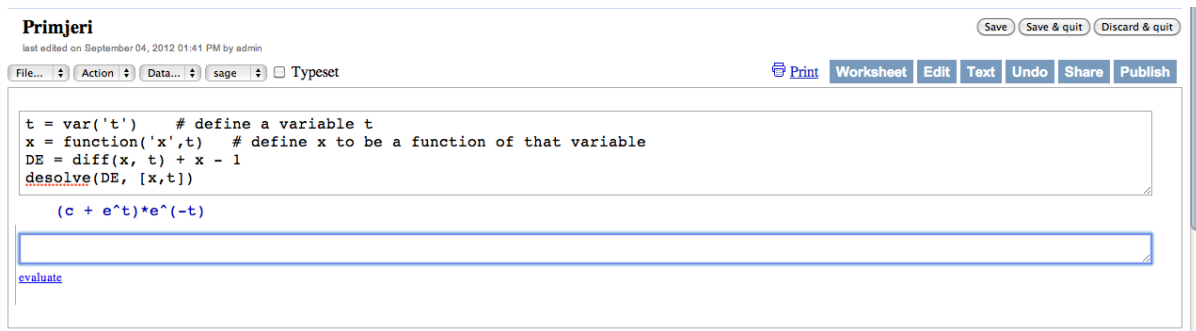 Primjeri
Save Save & quit Discard & quit
last edited on September 04, 2012 01:41 PM by admin
File... Action Data... sage Typeset Print Worksheet Edit Text Undo Share Publish
t = var('t')    # define a variable t
x = function('x',t)   # define x to be a function of that variable
DE = diff(x, t) + x - 1
desolve(DE, [x,t])
(c + e^t)*e^(-t)
evaluate